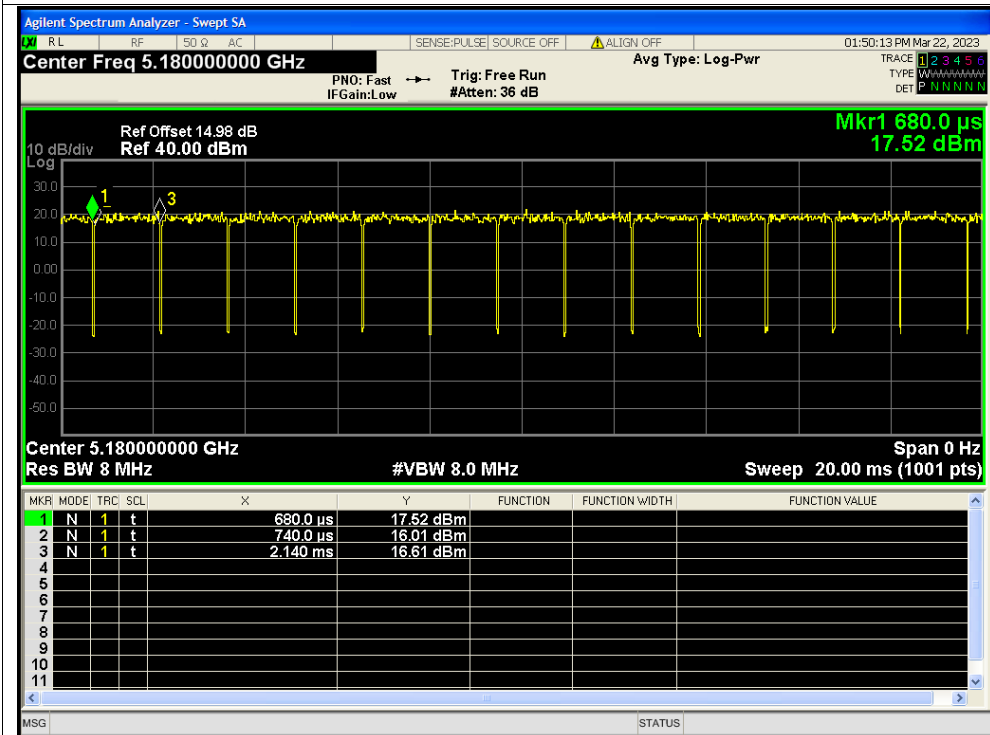 Agilent Spectrum Analyzer - Swept SA
LXI RL RF 50 Ω AC SENSE:PULSE SOURCE OFF ALIGN OFF 01:50:13 PM Mar 22, 2023
Center Freq 5.180000000 GHz
PNO: Fast
IFGain:Low
Trig: Free Run
#Atten: 36 dB
Avg Type: Log-Pwr
TRACE 1 2 3 4 5 6
TYPE W
DET P N N N N N
Mkr1 680.0 µs
17.52 dBm
Ref Offset 14.98 dB
10 dB/div Ref 40.00 dBm
Log
30.0
20.0
10.0
0.00
-10.0
-20.0
-30.0
-40.0
-50.0
1
3
Center 5.180000000 GHz Span 0 Hz
Res BW 8 MHz #VBW 8.0 MHz Sweep 20.00 ms (1001 pts)
MKR MODE TRC SCL X Y FUNCTION FUNCTION WIDTH FUNCTION VALUE
1 N 1 t 680.0 µs 17.52 dBm
2 N 1 t 740.0 µs 16.01 dBm
3 N 1 t 2.140 ms 16.61 dBm
4
5
6
7
8
9
10
11
MSG STATUS